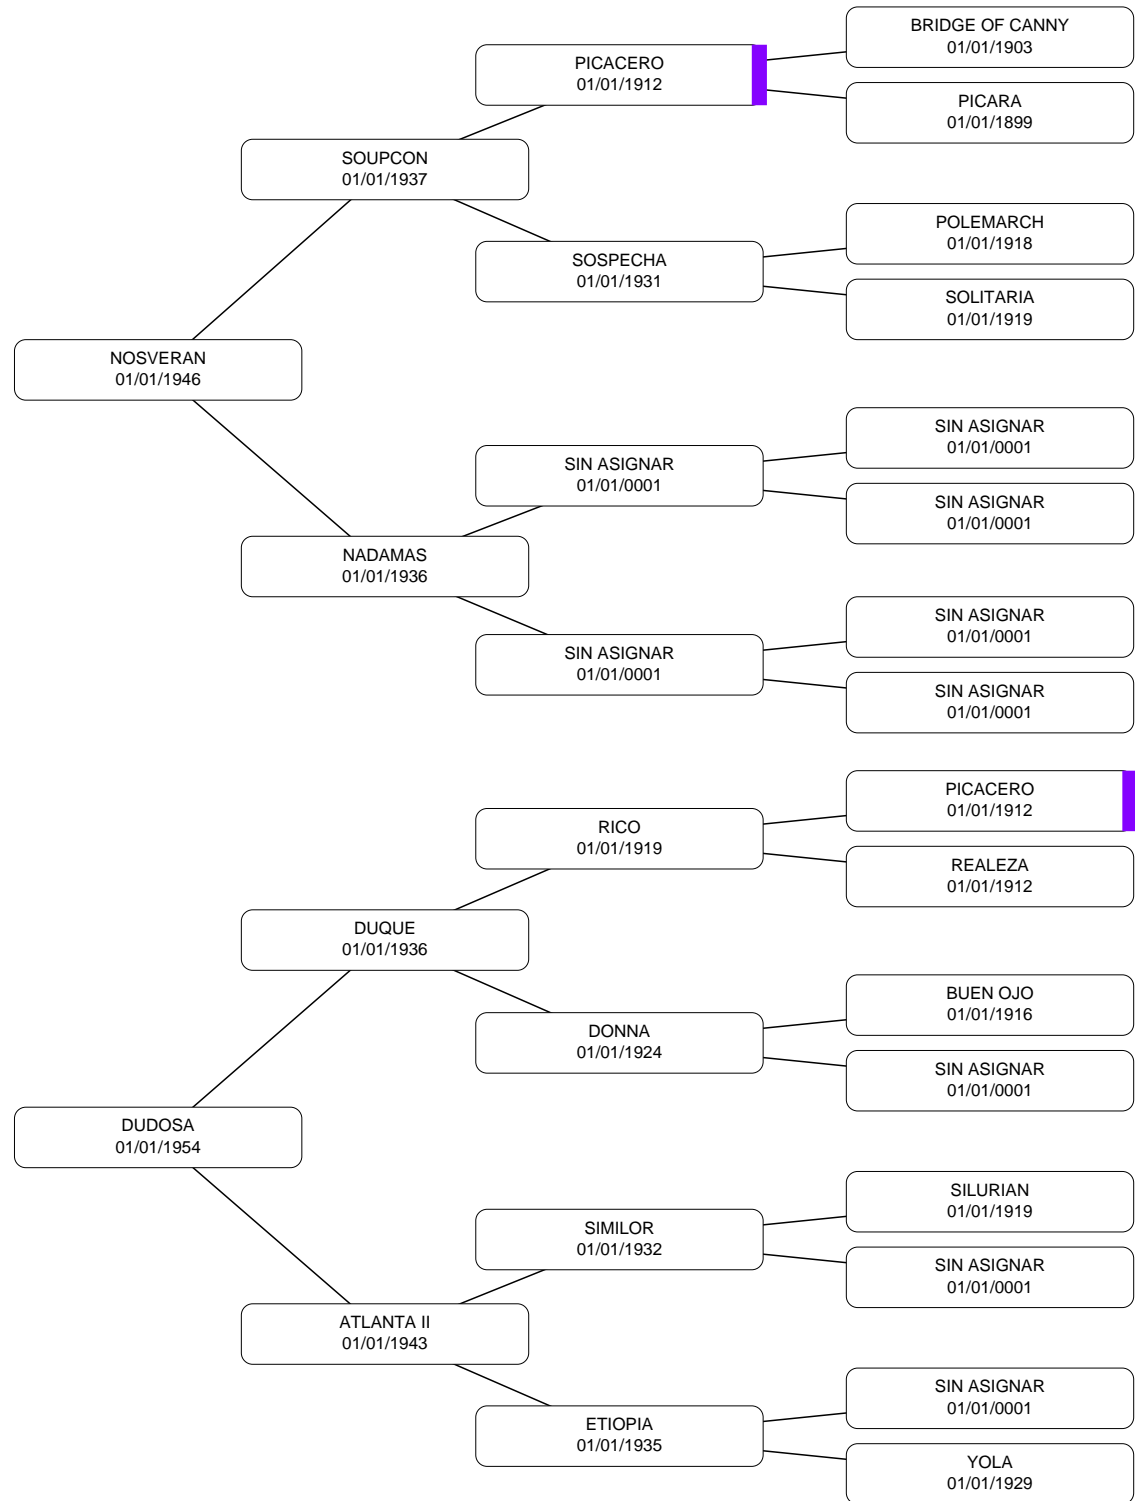 BRIDGE OF CANNY
01/01/1903
PICACERO
01/01/1912
PICARA
01/01/1899
SOUPCON
01/01/1937
POLEMARCH
01/01/1918
SOSPECHA
01/01/1931
SOLITARIA
01/01/1919
NOSVERAN
01/01/1946
SIN ASIGNAR
01/01/0001
SIN ASIGNAR
01/01/0001
SIN ASIGNAR
01/01/0001
NADAMAS
01/01/1936
SIN ASIGNAR
01/01/0001
SIN ASIGNAR
01/01/0001
SIN ASIGNAR
01/01/0001
PICACERO
01/01/1912
RICO
01/01/1919
REALEZA
01/01/1912
DUQUE
01/01/1936
BUEN OJO
01/01/1916
DONNA
01/01/1924
SIN ASIGNAR
01/01/0001
DUDOSA
01/01/1954
SILURIAN
01/01/1919
SIMILOR
01/01/1932
SIN ASIGNAR
01/01/0001
ATLANTA II
01/01/1943
SIN ASIGNAR
01/01/0001
ETIOPIA
01/01/1935
YOLA
01/01/1929